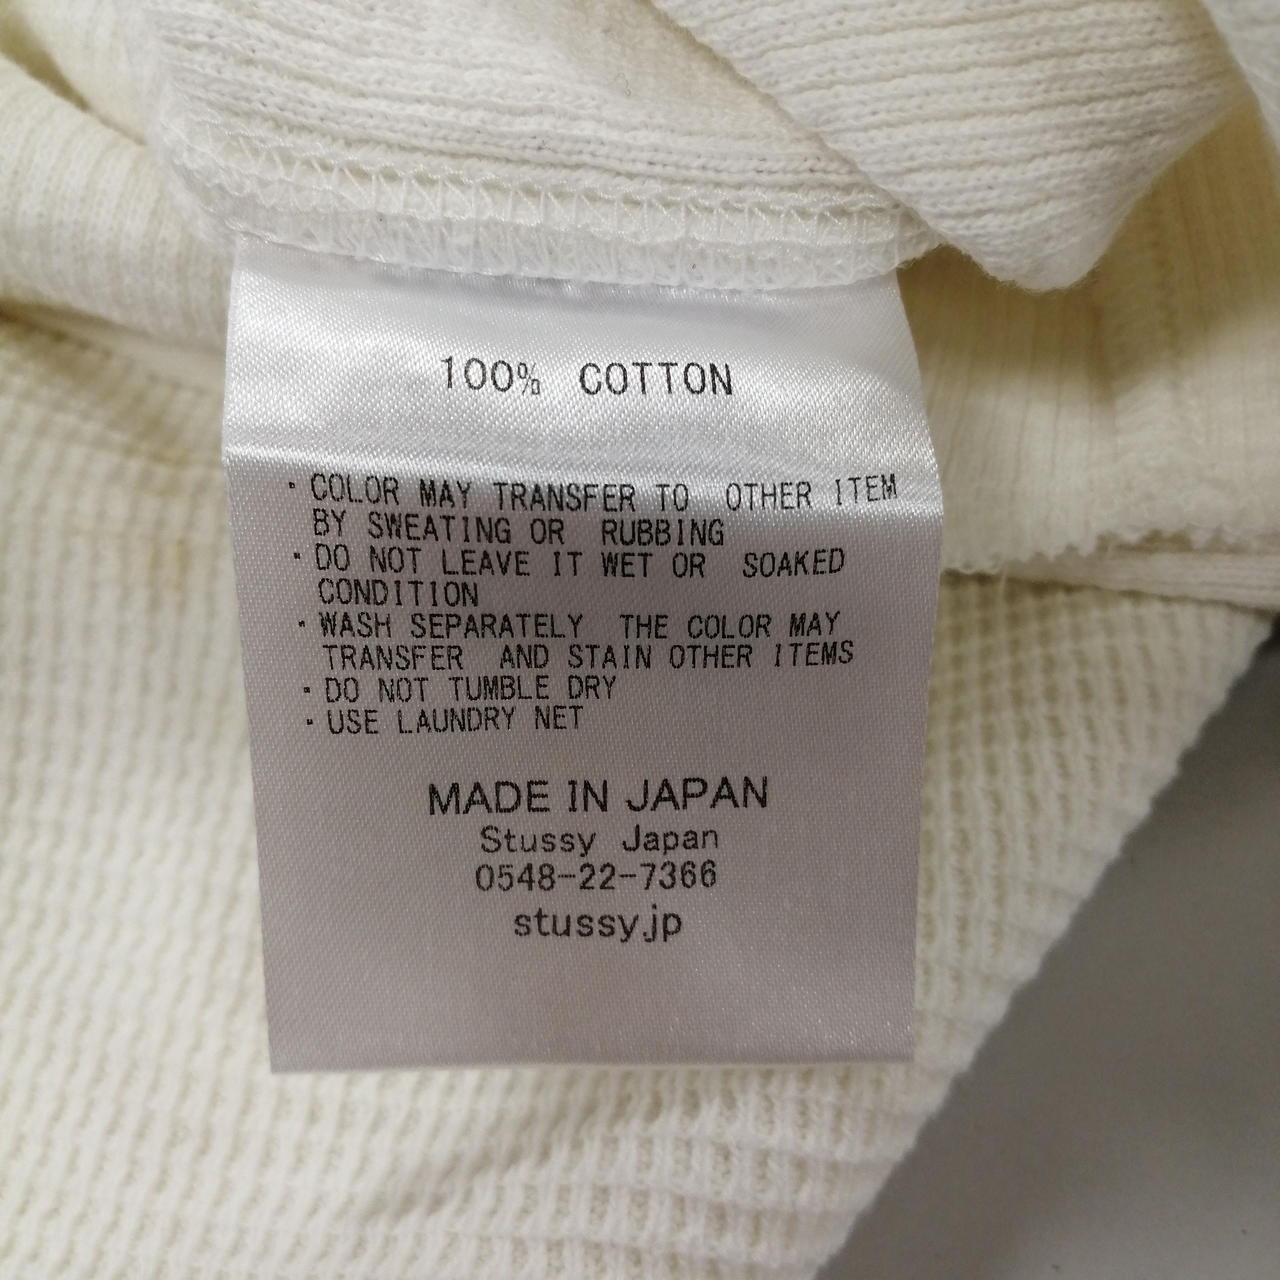 100% COTTON
・COLOR MAY TRANSFER TO OTHER ITEM
BY SWEATING OR RUBBING
・DO NOT LEAVE IT WET OR SOAKED
CONDITION
・WASH SEPARATELY THE COLOR MAY
TRANSFER AND STAIN OTHER ITEMS
・DO NOT TUMBLE DRY
・USE LAUNDRY NET
MADE IN JAPAN
Stussy Japan
0548-22-7366
stussy.jp